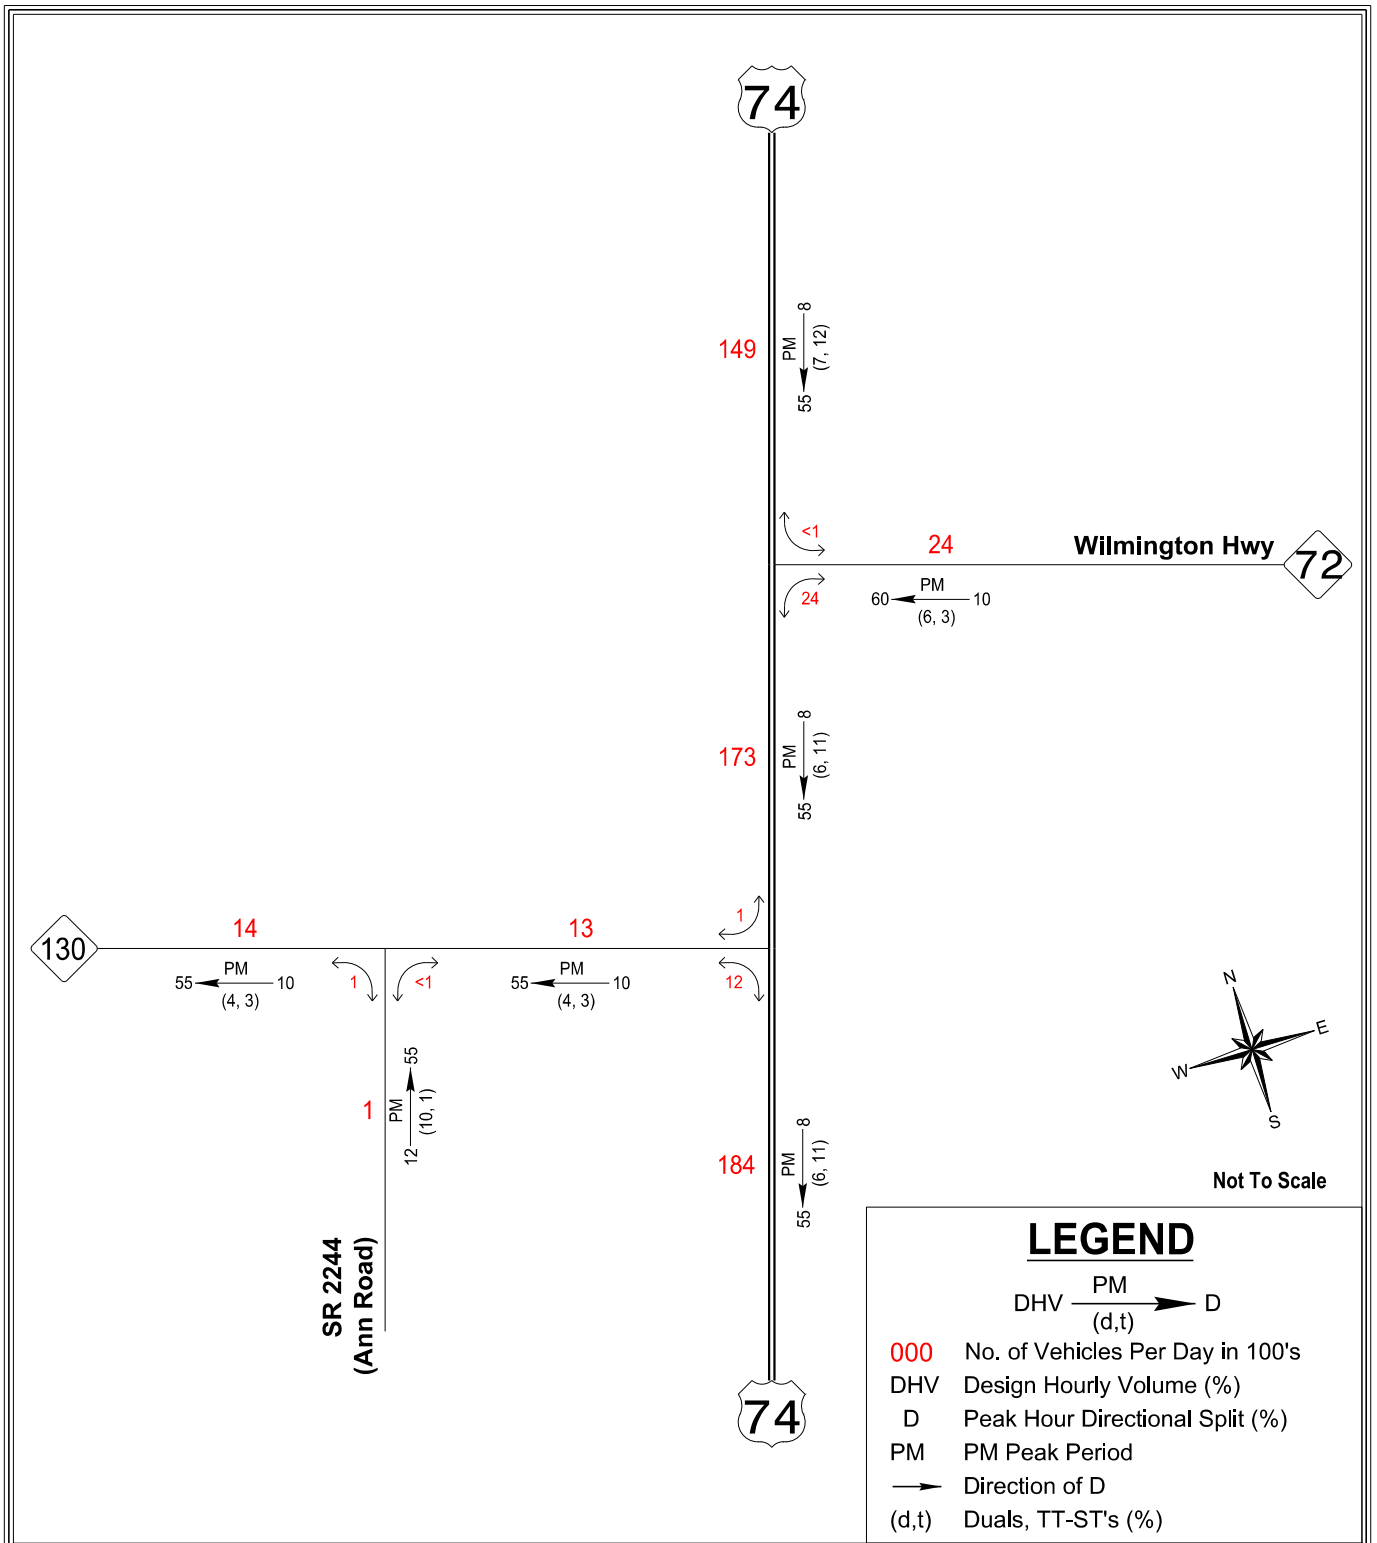 74
149
8
PM
(7, 12)
55
<1
24
Wilmington Hwy
72
24
60
PM
10
(6, 3)
173
8
PM
(6, 11)
55
1
14
13
130
55
PM
10
(4, 3)
1
<1
55
PM
10
(4, 3)
12
55
PM
(10, 1)
12
1
184
8
PM
(6, 11)
55
N
E
W
S
Not To Scale
SR 2244
(Ann Road)
74
LEGEND
PM
DHV D
(d,t)
000 No. of Vehicles Per Day in 100's
DHV Design Hourly Volume (%)
D Peak Hour Directional Split (%)
PM PM Peak Period
Direction of D
(d,t) Duals, TT-ST's (%)